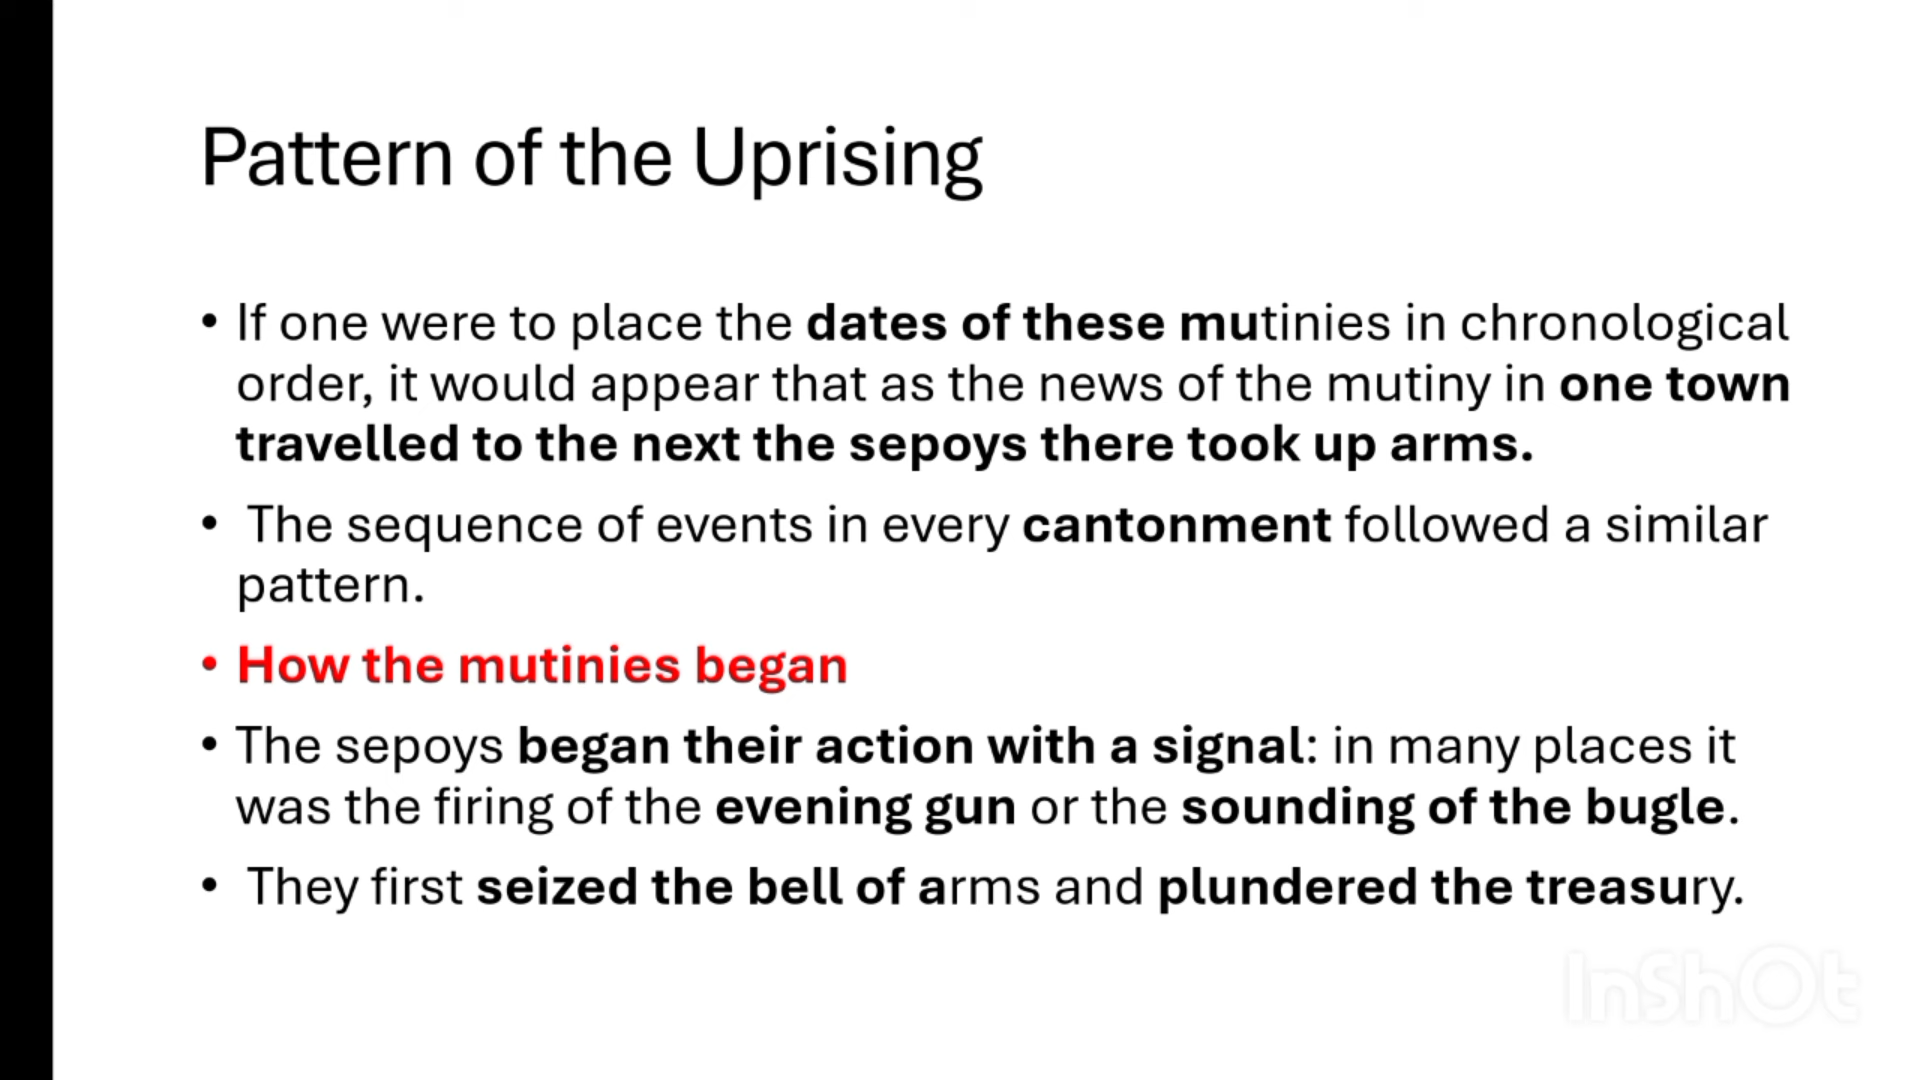 Pattern of the Uprising
• If one were to place the dates of these mutinies in chronological
order, it would appear that as the news of the mutiny in one town
travelled to the next the sepoys there took up arms.
• The sequence of events in every cantonment followed a similar
pattern.
• How the mutinies began
• The sepoys began their action with a signal: in many places it
was the firing of the evening gun or the sounding of the bugle.
• They first seized the bell of arms and plundered the treasury.
InShOt